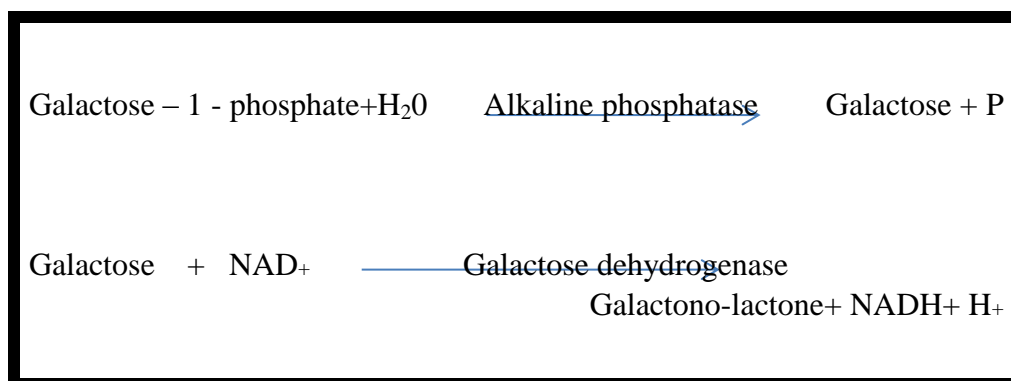 Galactose – 1 - phosphate+H₂0 Alkaline phosphatase Galactose + P
Galactose + NAD₊ Galactose dehydrogenase
Galactono-lactone+ NADH+ H₊